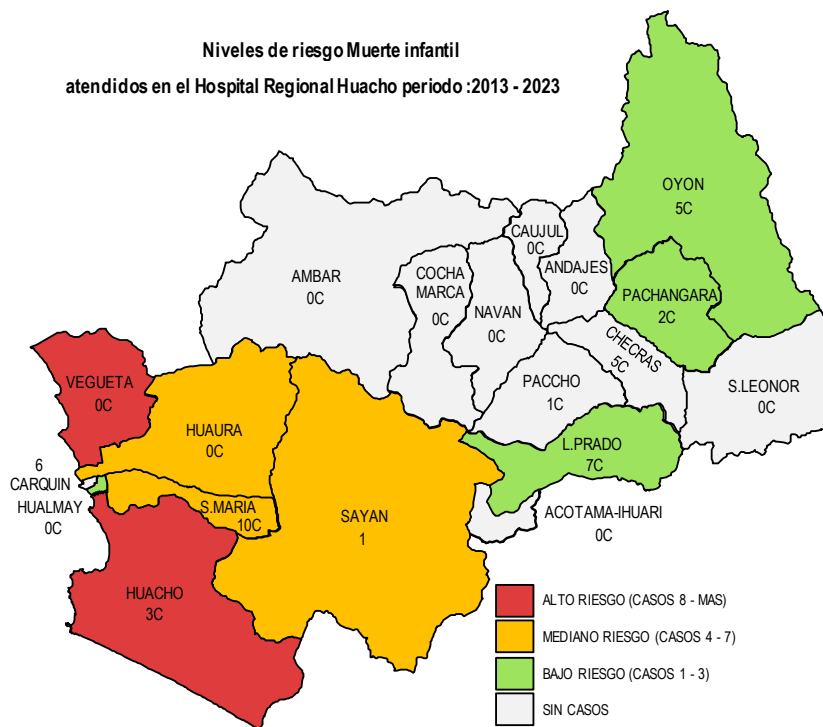 Niveles de riesgo Muerte infantil
atendidos en el Hospital Regional Huacho periodo :2013 - 2023
OYON
5C
CAUJUL
0C
ANDAJES
0C
AMBAR
0C
COCHA
MARCA
0C
NAVAN
0C
PACHANGARA
2C
CHECRAS
5C
VEGUETA
0C
PACCHO
1C
S.LEONOR
0C
HUAURA
0C
L.PRADO
7C
6
CARQUIN
HUALMAY
0C
S.MARIA
10C
SAYAN
1
ACOTAMA-IHUARI
0C
HUACHO
3C
ALTO RIESGO (CASOS 8 - MAS)
MEDIANO RIESGO (CASOS 4 - 7)
BAJO RIESGO (CASOS 1 - 3)
SIN CASOS